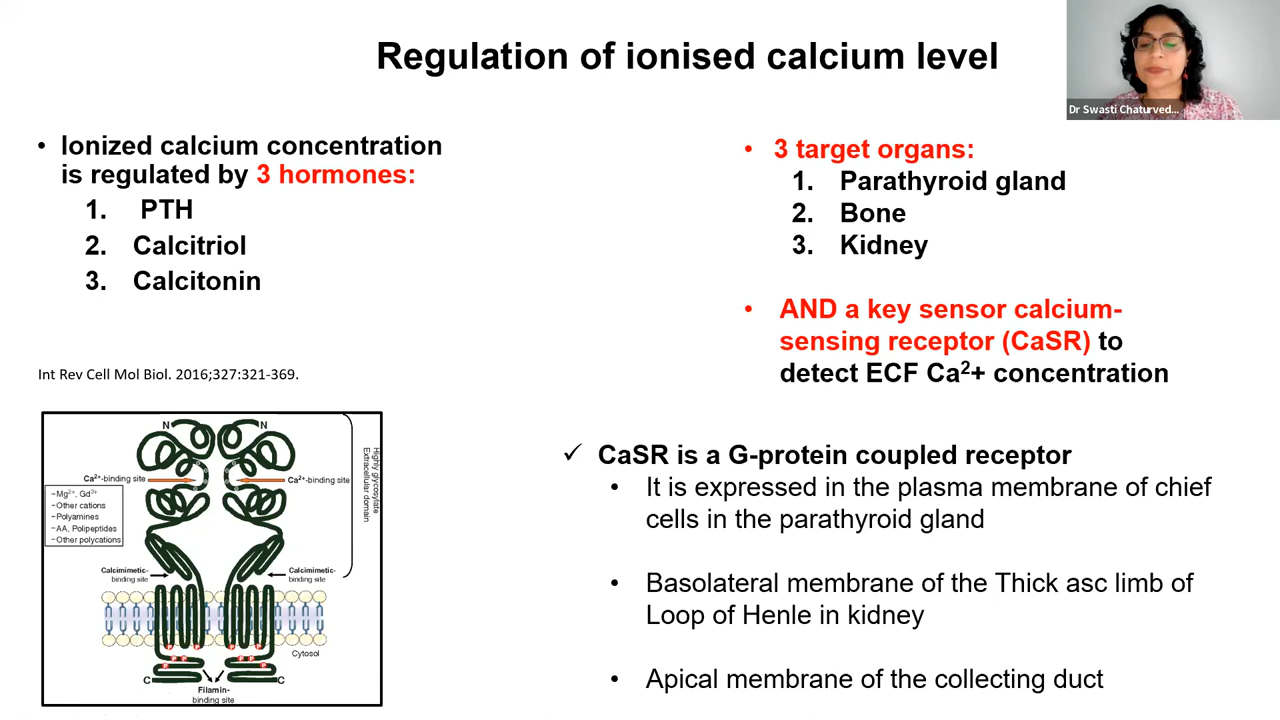 Regulation of ionised calcium level
Dr Swasti Chaturved...
• Ionized calcium concentration
is regulated by 3 hormones:
1. PTH
2. Calcitriol
3. Calcitonin
Int Rev Cell Mol Biol. 2016;327:321-369.
• 3 target organs:
1. Parathyroid gland
2. Bone
3. Kidney
• AND a key sensor calcium-
sensing receptor (CaSR) to
detect ECF Ca²+ concentration
N
N
Ca²⁺-binding site
Ca²⁺-binding site
Highly glycosylate
Extracellular domain
–Mg²⁺, Gd³⁺
–Other cations
–Polyamines
–AA, Polipeptides
–Other polycations
Calcimimetic-
binding site
Calcimimetic-
binding site
Cytosol
C
C
Filamin-
binding site
✓ CaSR is a G-protein coupled receptor
• It is expressed in the plasma membrane of chief
cells in the parathyroid gland
• Basolateral membrane of the Thick asc limb of
Loop of Henle in kidney
• Apical membrane of the collecting duct